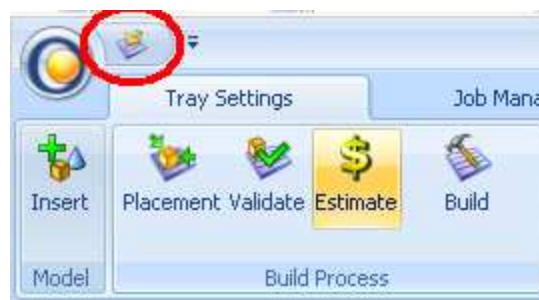 Tray Settings Job Mana
Insert Placement Validate Estimate Build
Model Build Process